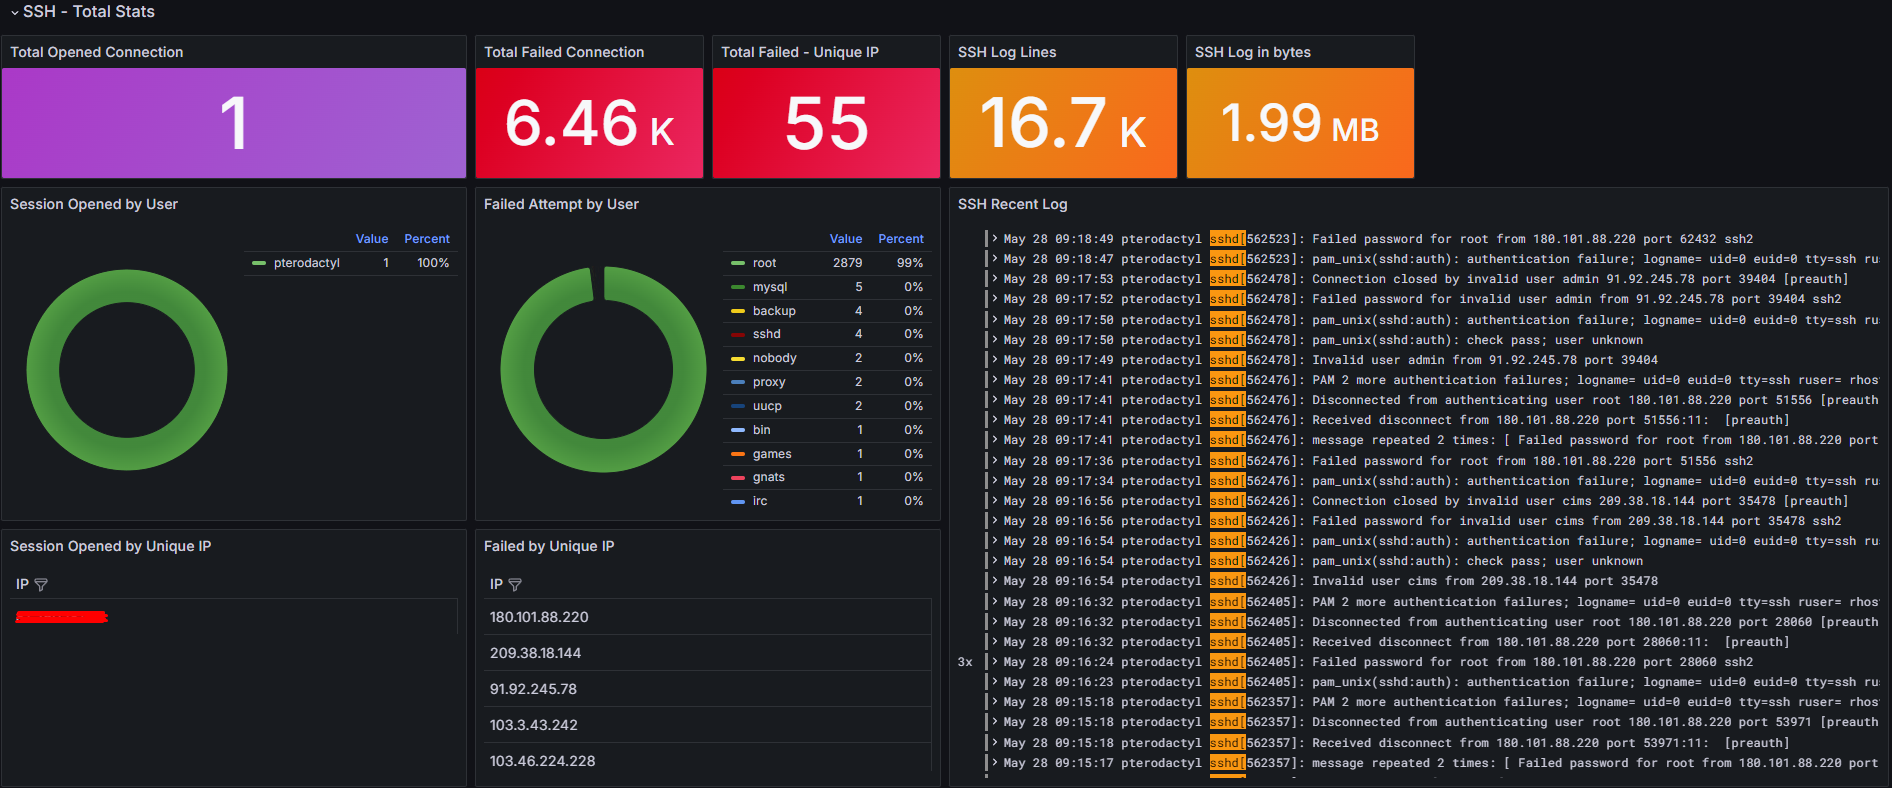 SSH - Total Stats
Total Opened Connection
1
Total Failed Connection
6.46 K
Total Failed - Unique IP
55
SSH Log Lines
16.7 K
SSH Log in bytes
1.99 MB
Session Opened by User
Value Percent
pterodactyl 1 100%
Failed Attempt by User
Value Percent
root 2879 99%
mysql 5 0%
backup 4 0%
sshd 4 0%
nobody 2 0%
proxy 2 0%
uucp 2 0%
bin 1 0%
games 1 0%
gnats 1 0%
irc 1 0%
SSH Recent Log
May 28 09:18:49 pterodactyl sshd[562523]: Failed password for root from 180.101.88.220 port 62432 ssh2
May 28 09:18:47 pterodactyl sshd[562523]: pam_unix(sshd:auth): authentication failure; logname= uid=0 euid=0 tty=ssh rus
May 28 09:17:53 pterodactyl sshd[562478]: Connection closed by invalid user admin 91.92.245.78 port 39404 [preauth]
May 28 09:17:52 pterodactyl sshd[562478]: Failed password for invalid user admin from 91.92.245.78 port 39404 ssh2
May 28 09:17:50 pterodactyl sshd[562478]: pam_unix(sshd:auth): authentication failure; logname= uid=0 euid=0 tty=ssh ru
May 28 09:17:50 pterodactyl sshd[562478]: pam_unix(sshd:auth): check pass; user unknown
May 28 09:17:49 pterodactyl sshd[562478]: Invalid user admin from 91.92.245.78 port 39404
May 28 09:17:41 pterodactyl sshd[562476]: PAM 2 more authentication failures; logname= uid=0 euid=0 tty=ssh ruser= rhos
May 28 09:17:41 pterodactyl sshd[562476]: Disconnected from authenticating user root 180.101.88.220 port 51556 [preauth
May 28 09:17:41 pterodactyl sshd[562476]: Received disconnect from 180.101.88.220 port 51556:11: [preauth]
May 28 09:17:41 pterodactyl sshd[562476]: message repeated 2 times: [ Failed password for root from 180.101.88.220 port
May 28 09:17:36 pterodactyl sshd[562476]: Failed password for root from 180.101.88.220 port 51556 ssh2
May 28 09:17:34 pterodactyl sshd[562476]: pam_unix(sshd:auth): authentication failure; logname= uid=0 euid=0 tty=ssh ru
May 28 09:16:56 pterodactyl sshd[562426]: Connection closed by invalid user cims 209.38.18.144 port 35478 [preauth]
May 28 09:16:56 pterodactyl sshd[562426]: Failed password for invalid user cims from 209.38.18.144 port 35478 ssh2
May 28 09:16:54 pterodactyl sshd[562426]: pam_unix(sshd:auth): authentication failure; logname= uid=0 euid=0 tty=ssh ru
May 28 09:16:54 pterodactyl sshd[562426]: pam_unix(sshd:auth): check pass; user unknown
May 28 09:16:54 pterodactyl sshd[562426]: Invalid user cims from 209.38.18.144 port 35478
May 28 09:16:32 pterodactyl sshd[562405]: PAM 2 more authentication failures; logname= uid=0 euid=0 tty=ssh ruser= rhos
May 28 09:16:32 pterodactyl sshd[562405]: Disconnected from authenticating user root 180.101.88.220 port 28060 [preauth
May 28 09:16:32 pterodactyl sshd[562405]: Received disconnect from 180.101.88.220 port 28060:11: [preauth]
3x May 28 09:16:24 pterodactyl sshd[562405]: Failed password for root from 180.101.88.220 port 28060 ssh2
May 28 09:16:23 pterodactyl sshd[562405]: pam_unix(sshd:auth): authentication failure; logname= uid=0 euid=0 tty=ssh ru
May 28 09:15:18 pterodactyl sshd[562357]: PAM 2 more authentication failures; logname= uid=0 euid=0 tty=ssh ruser= rhos
May 28 09:15:18 pterodactyl sshd[562357]: Disconnected from authenticating user root 180.101.88.220 port 53971 [preauth
May 28 09:15:18 pterodactyl sshd[562357]: Received disconnect from 180.101.88.220 port 53971:11: [preauth]
May 28 09:15:17 pterodactyl sshd[562357]: message repeated 2 times: [ Failed password for root from 180.101.88.220 port
Session Opened by Unique IP
IP
Failed by Unique IP
IP
180.101.88.220
209.38.18.144
91.92.245.78
103.3.43.242
103.46.224.228